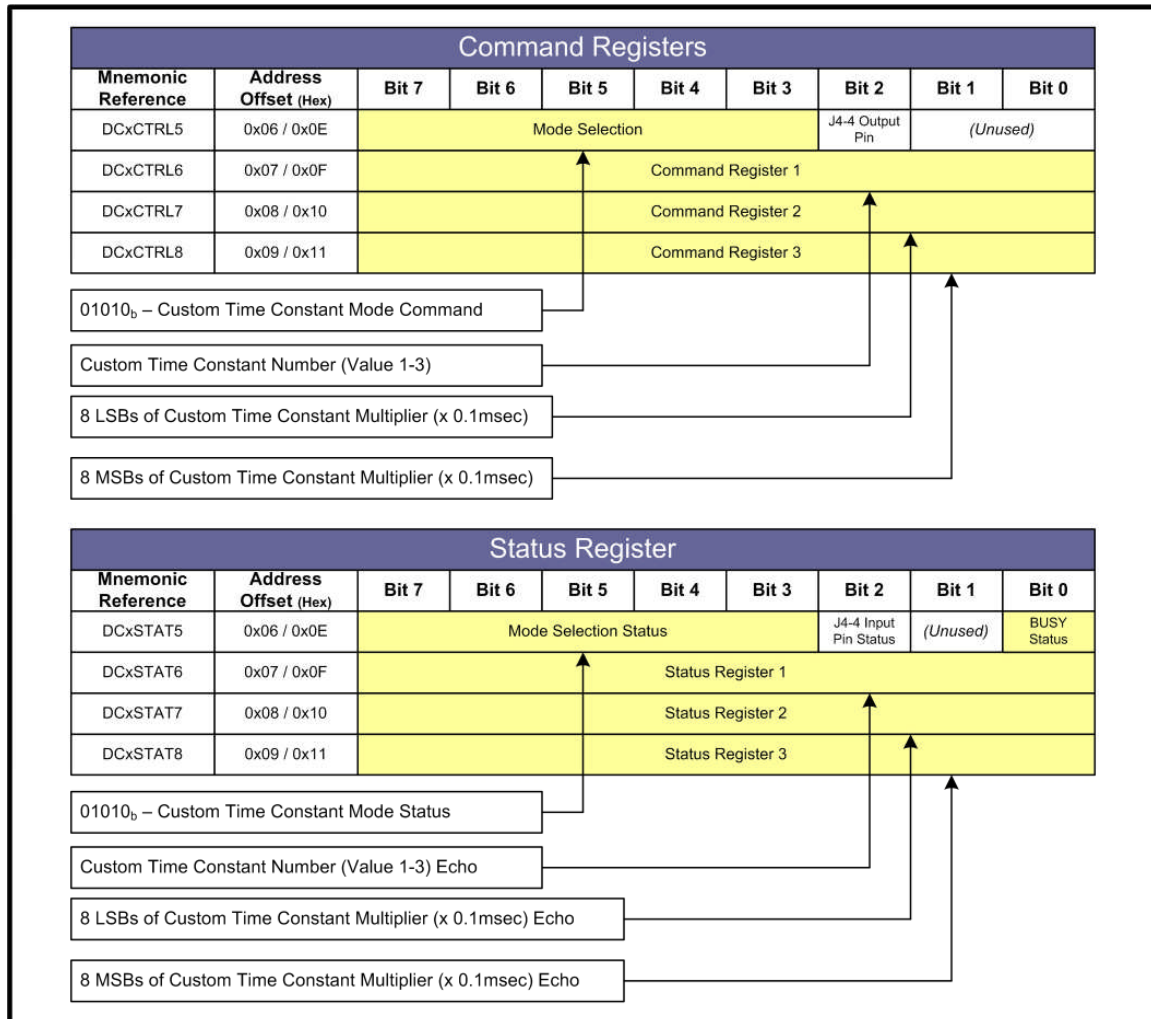 Command Registers
Mnemonic Reference Address Offset (Hex) Bit 7 Bit 6 Bit 5 Bit 4 Bit 3 Bit 2 Bit 1 Bit 0
DCxCTRL5 0x06 / 0x0E Mode Selection J4-4 Output Pin (Unused)
DCxCTRL6 0x07 / 0x0F Command Register 1
DCxCTRL7 0x08 / 0x10 Command Register 2
DCxCTRL8 0x09 / 0x11 Command Register 3
01010b – Custom Time Constant Mode Command
Custom Time Constant Number (Value 1-3)
8 LSBs of Custom Time Constant Multiplier (x 0.1msec)
8 MSBs of Custom Time Constant Multiplier (x 0.1msec)
Status Register
Mnemonic Reference Address Offset (Hex) Bit 7 Bit 6 Bit 5 Bit 4 Bit 3 Bit 2 Bit 1 Bit 0
DCxSTAT5 0x06 / 0x0E Mode Selection Status J4-4 Input Pin Status (Unused) BUSY Status
DCxSTAT6 0x07 / 0x0F Status Register 1
DCxSTAT7 0x08 / 0x10 Status Register 2
DCxSTAT8 0x09 / 0x11 Status Register 3
01010b – Custom Time Constant Mode Status
Custom Time Constant Number (Value 1-3) Echo
8 LSBs of Custom Time Constant Multiplier (x 0.1msec) Echo
8 MSBs of Custom Time Constant Multiplier (x 0.1msec) Echo